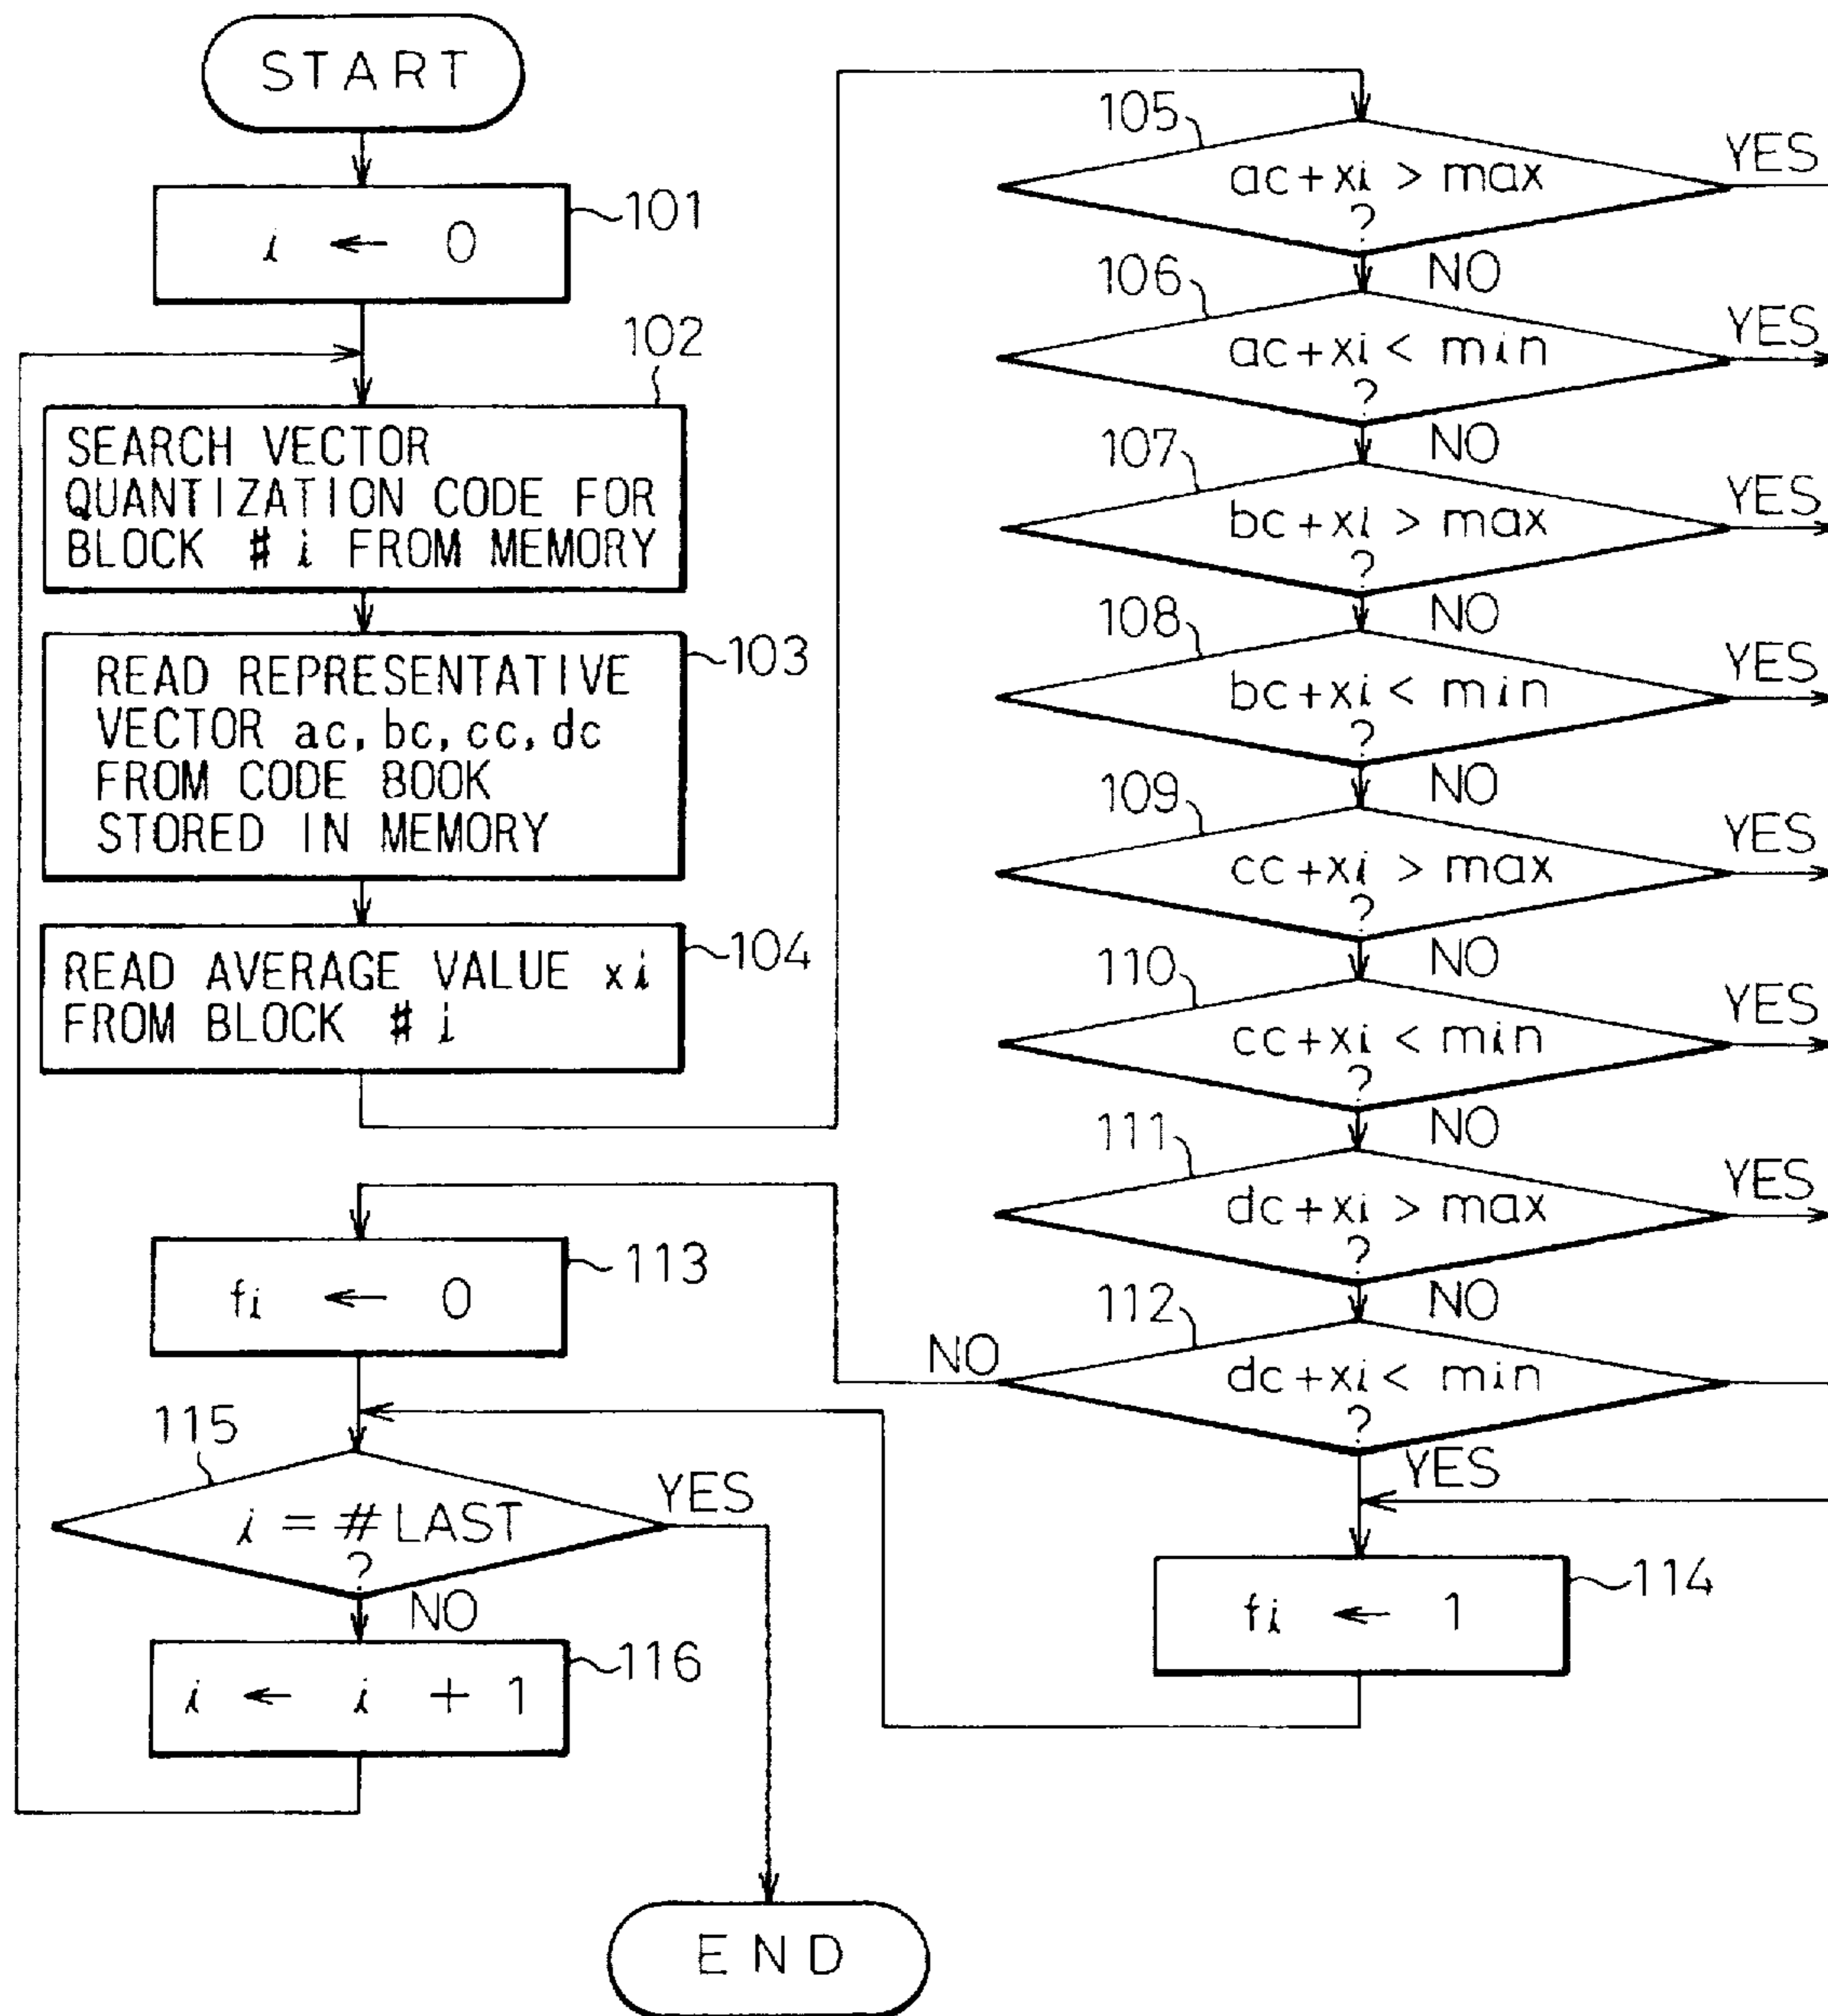 START
101
i ← 0
102
SEARCH VECTOR
QUANTIZATION CODE FOR
BLOCK # i FROM MEMORY
103
READ REPRESENTATIVE
VECTOR ac, bc, cc, dc
FROM CODE BOOK
STORED IN MEMORY
104
READ AVERAGE VALUE xi
FROM BLOCK # i
105
ac+xi > max
?
YES
NO
106
ac+xi < min
?
YES
NO
107
bc+xi > max
?
YES
NO
108
bc+xi < min
?
YES
NO
109
cc+xi > max
?
YES
NO
110
cc+xi < min
?
YES
NO
111
dc+xi > max
?
YES
NO
112
dc+xi < min
?
NO
YES
113
fi ← 0
114
fi ← 1
115
i = # LAST
?
YES
NO
116
i ← i + 1
END